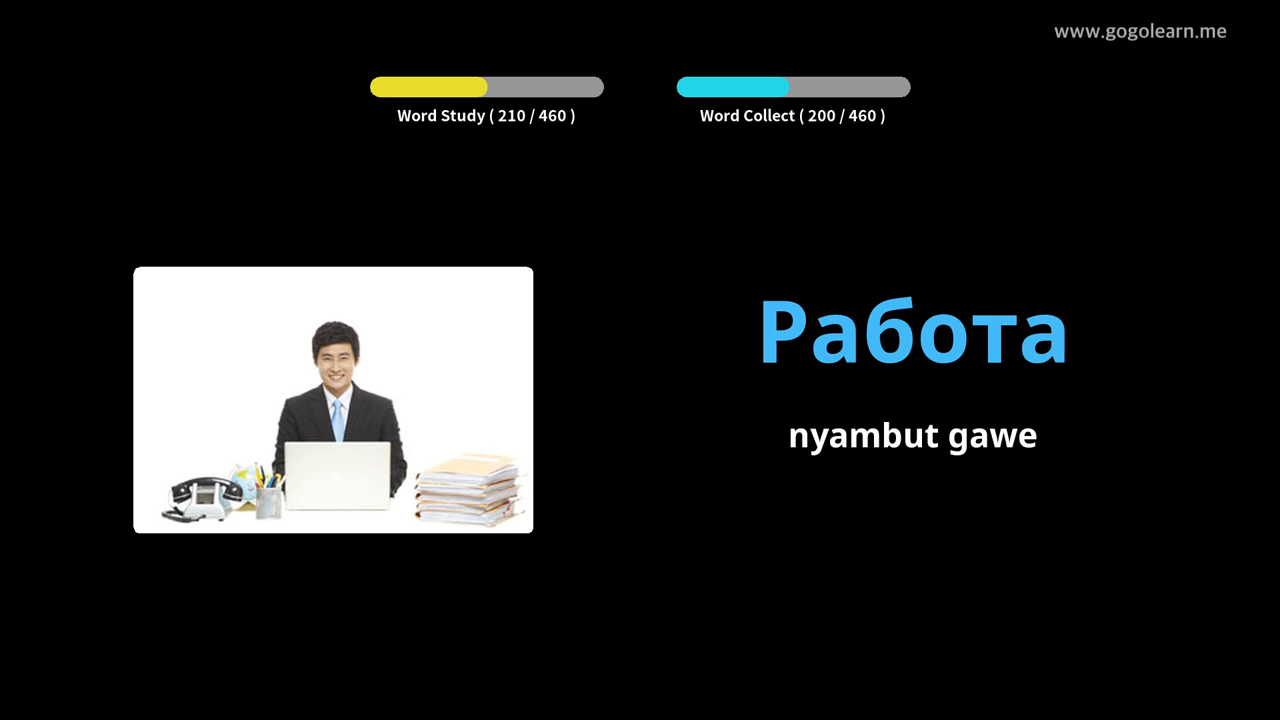 www.gogolearn.me
Word Study ( 210 / 460 )
Word Collect ( 200 / 460 )
Работа
nyambut gawe